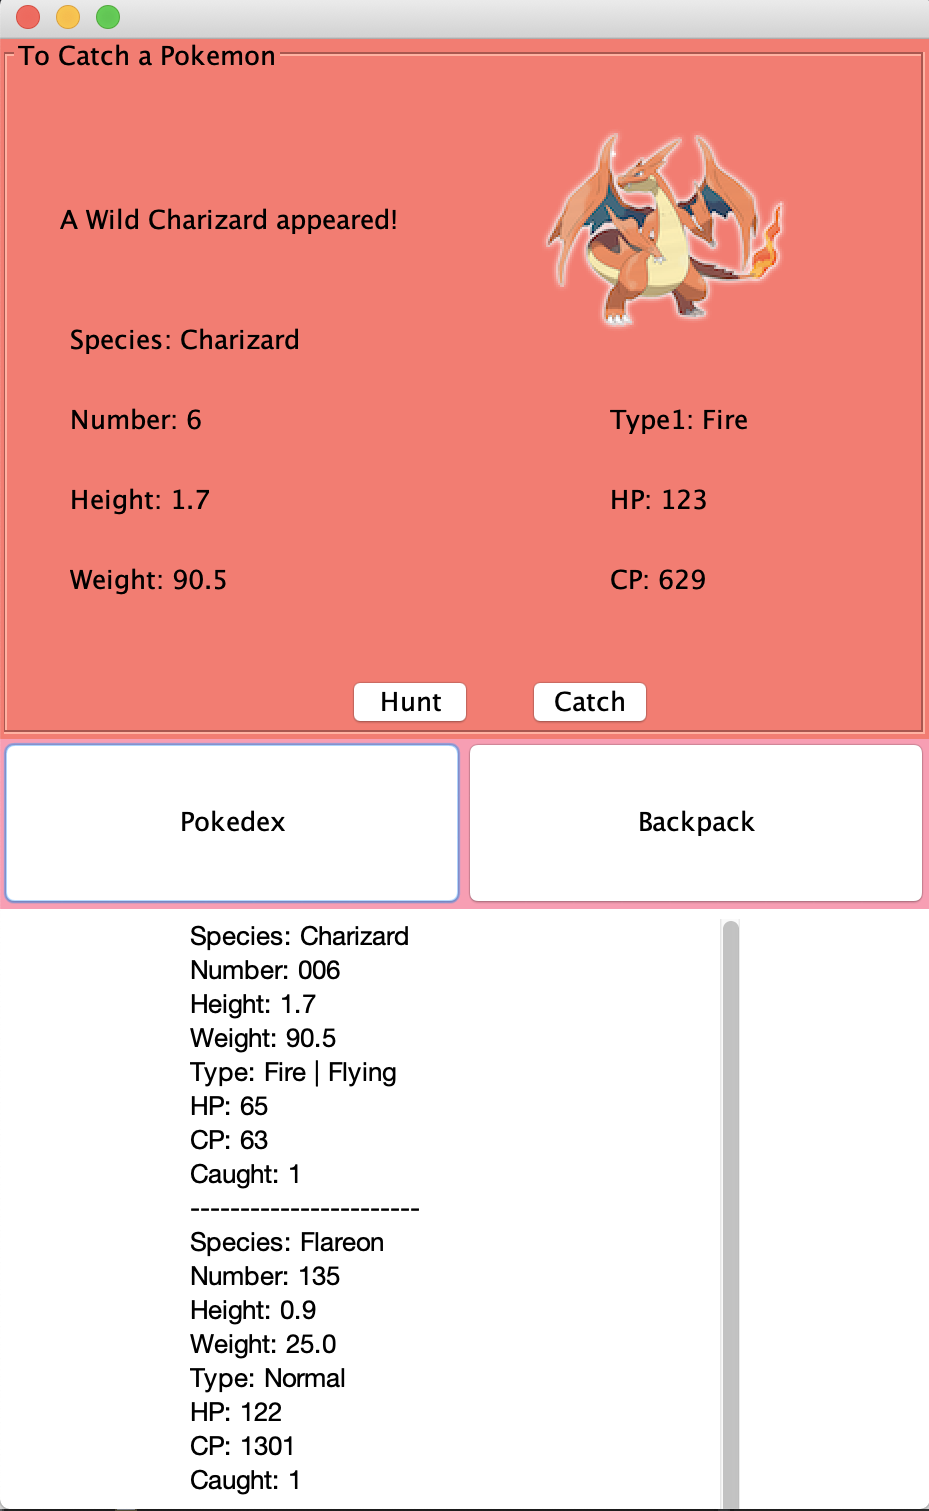 To Catch a Pokemon
A Wild Charizard appeared!
Species: Charizard
Number: 6
Type1: Fire
Height: 1.7
HP: 123
Weight: 90.5
CP: 629
Hunt
Catch
Pokedex
Backpack
Species: Charizard
Number: 006
Height: 1.7
Weight: 90.5
Type: Fire | Flying
HP: 65
CP: 63
Caught: 1
-----------------------
Species: Flareon
Number: 135
Height: 0.9
Weight: 25.0
Type: Normal
HP: 122
CP: 1301
Caught: 1